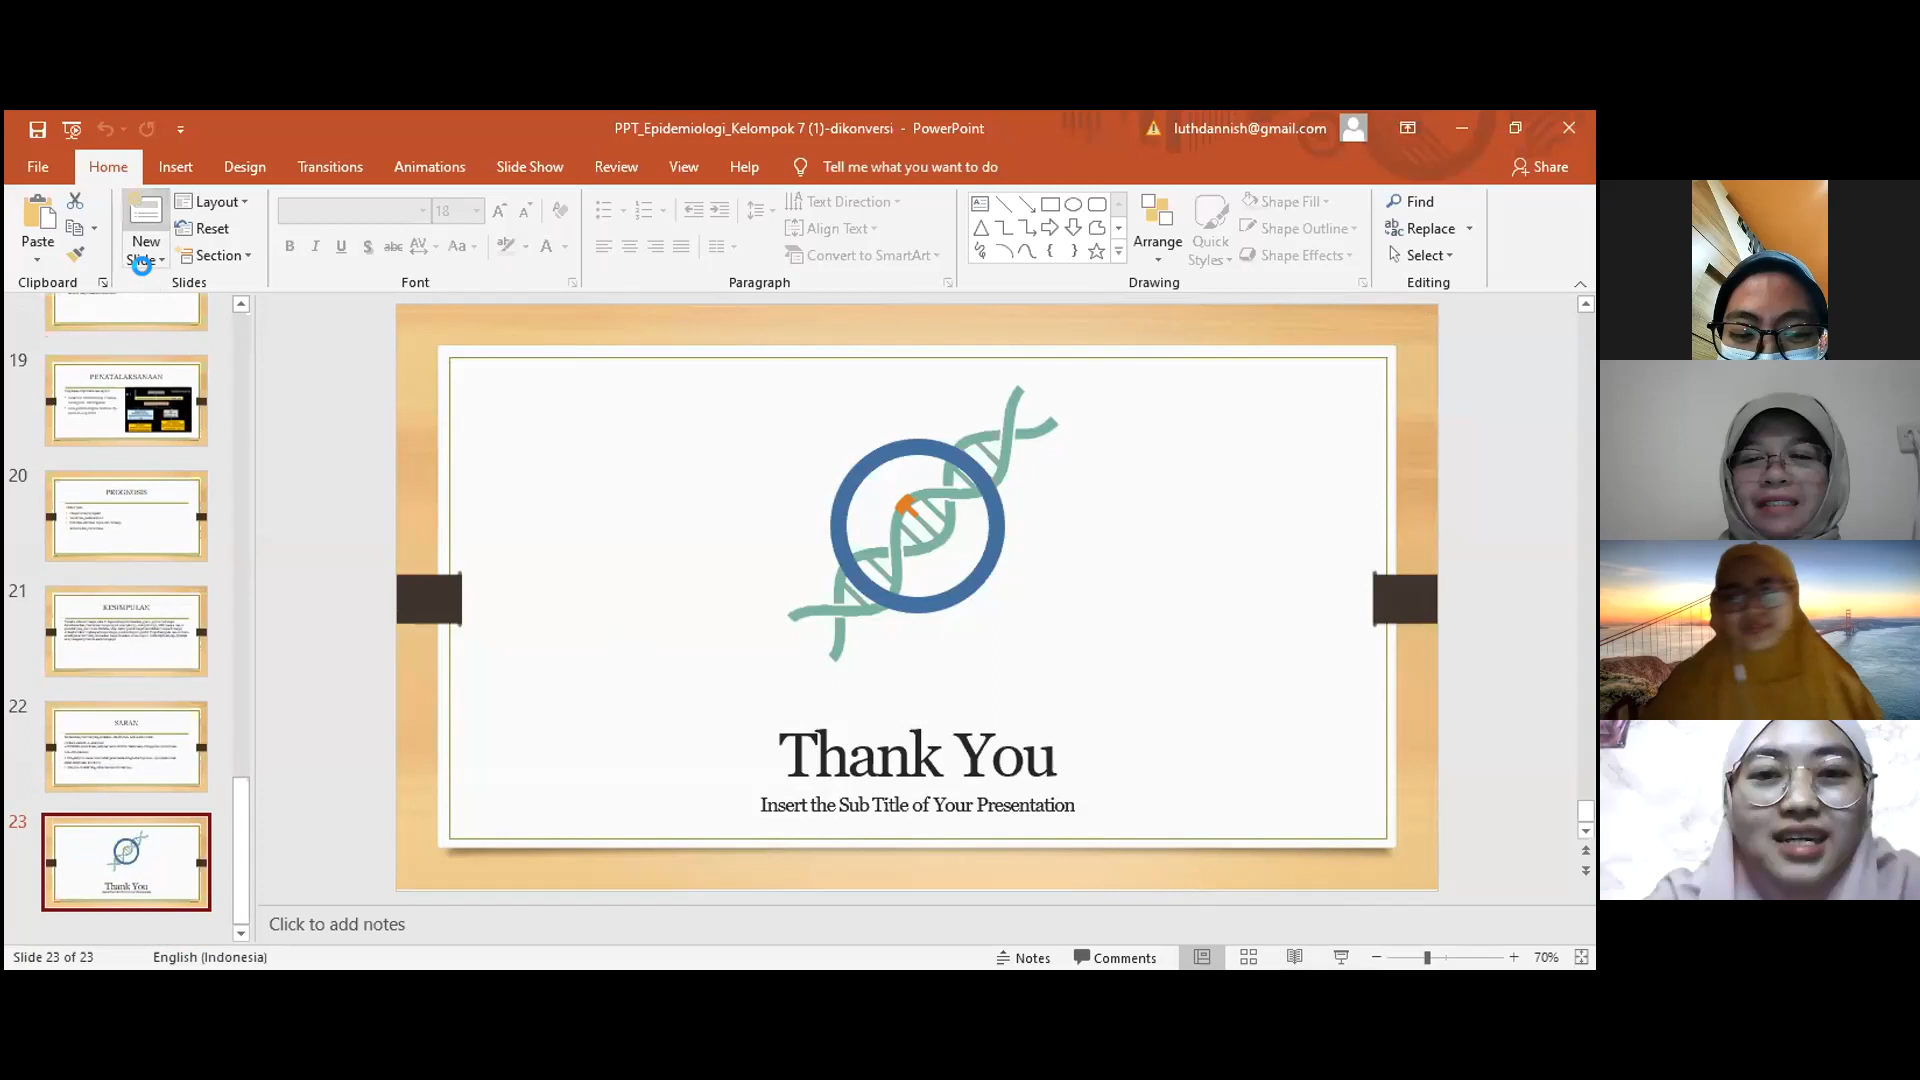 PPT_Epidemiologi_Kelompok 7 (1)-dikonversi - PowerPoint
luthdannish@gmail.com
File Home Insert Design Transitions Animations Slide Show Review View Help Tell me what you want to do Share
Paste
Clipboard
New
Slide
Layout
Reset
Section
Slides
18
B I U S abc AV Aa A
Font
Text Direction
Align Text
Convert to SmartArt
Paragraph
Arrange
Quick
Styles
Shape Fill
Shape Outline
Shape Effects
Drawing
Find
Replace
Select
Editing
19
PENATALAKSANAAN
20
PROGNOSIS
21
KESIMPULAN
22
SARAN
23
Thank You
Thank You
Insert the Sub Title of Your Presentation
Click to add notes
Slide 23 of 23
English (Indonesia)
Notes
Comments
70%